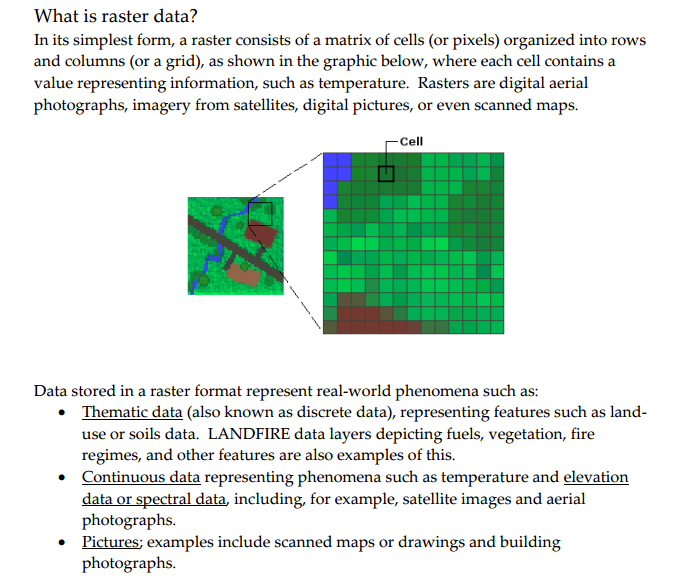 What is raster data?
In its simplest form, a raster consists of a matrix of cells (or pixels) organized into rows
and columns (or a grid), as shown in the graphic below, where each cell contains a
value representing information, such as temperature.  Rasters are digital aerial
photographs, imagery from satellites, digital pictures, or even scanned maps.
Cell
Data stored in a raster format represent real-world phenomena such as:
• Thematic data (also known as discrete data), representing features such as land-
use or soils data.  LANDFIRE data layers depicting fuels, vegetation, fire
regimes, and other features are also examples of this.
• Continuous data representing phenomena such as temperature and elevation
data or spectral data, including, for example, satellite images and aerial
photographs.
• Pictures; examples include scanned maps or drawings and building
photographs.